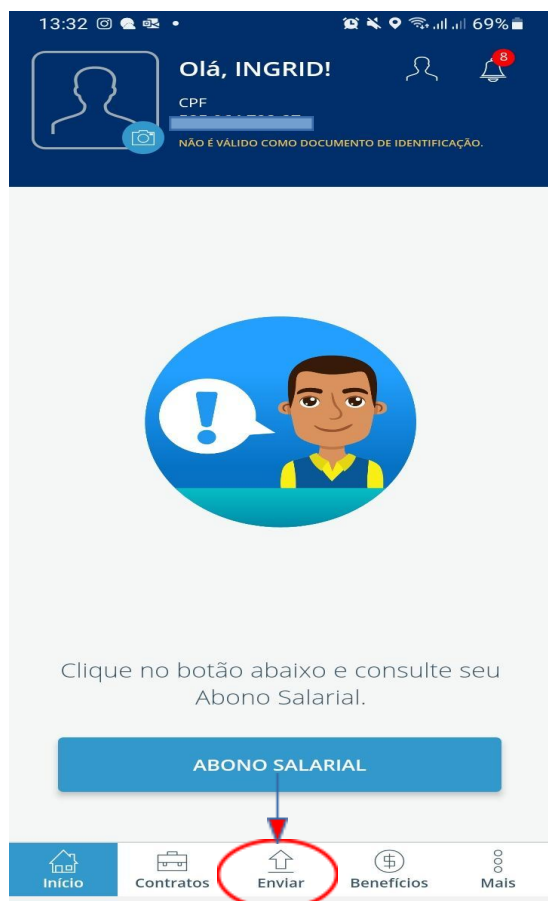 13:32
69%
Olá, INGRID!
8
CPF
NÃO É VÁLIDO COMO DOCUMENTO DE IDENTIFICAÇÃO.
!
Clique no botão abaixo e consulte seu
Abono Salarial.
ABONO SALARIAL
Início Contratos Enviar Benefícios Mais